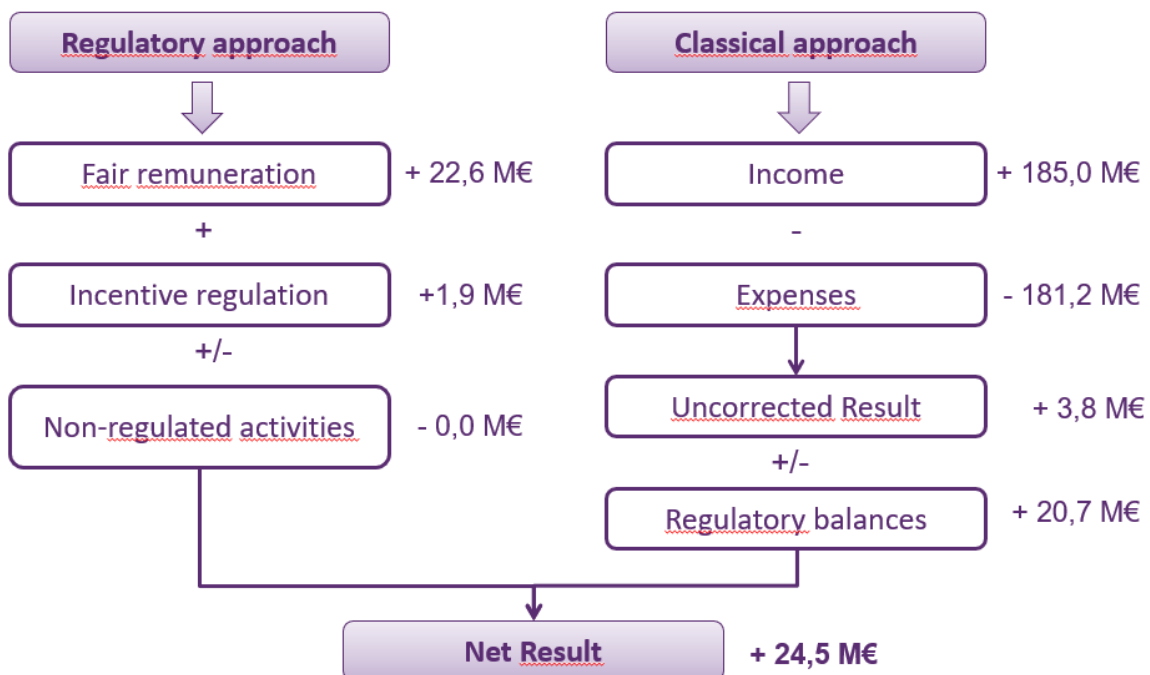 Regulatory approach
Classical approach
Fair remuneration
+ 22,6 M€
Income
+ 185,0 M€
+
-
Incentive regulation
+1,9 M€
Expenses
- 181,2 M€
+/-
Non-regulated activities
- 0,0 M€
Uncorrected Result
+ 3,8 M€
+/-
Regulatory balances
+ 20,7 M€
Net Result
+ 24,5 M€